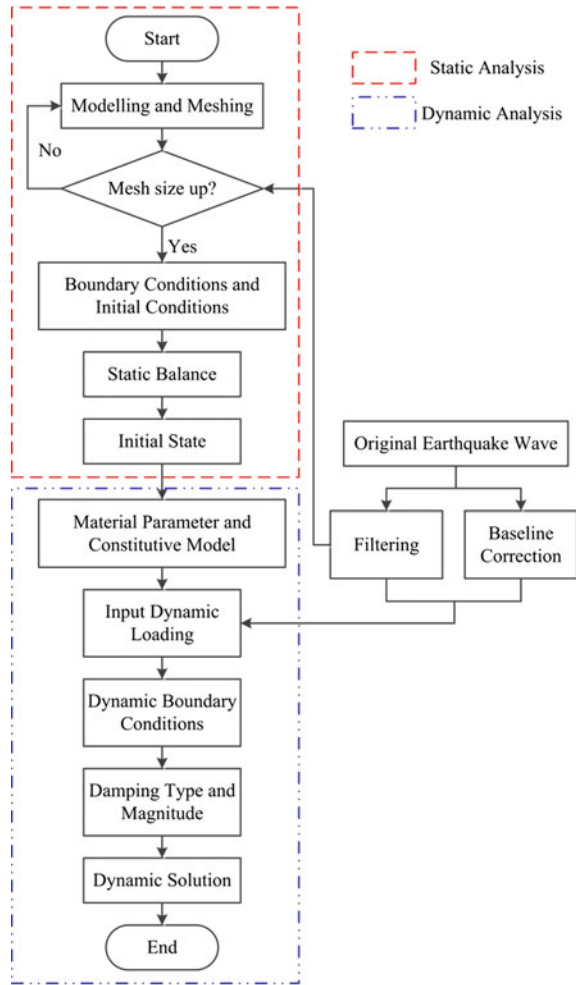 Start
Static Analysis
Modelling and Meshing
Dynamic Analysis
No
Mesh size up?
Yes
Boundary Conditions and
Initial Conditions
Static Balance
Initial State
Original Earthquake Wave
Material Parameter and
Constitutive Model
Filtering
Baseline
Correction
Input Dynamic
Loading
Dynamic Boundary
Conditions
Damping Type and
Magnitude
Dynamic Solution
End